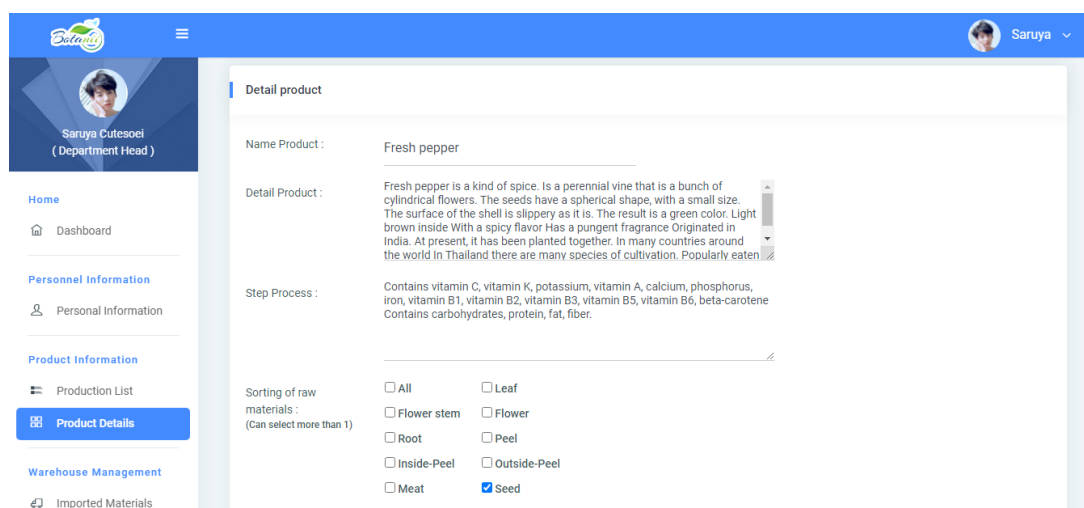 Botanic
Saruya
Saruya Cutesoei
( Department Head )
Home
Dashboard
Personnel Information
Personal Information
Product Information
Production List
Product Details
Warehouse Management
Imported Materials
Detail product
Name Product :
Fresh pepper
Detail Product :
Fresh pepper is a kind of spice. Is a perennial vine that is a bunch of
cylindrical flowers. The seeds have a spherical shape, with a small size.
The surface of the shell is slippery as it is. The result is a green color. Light
brown inside With a spicy flavor Has a pungent fragrance Originated in
India. At present, it has been planted together. In many countries around
the world In Thailand there are many species of cultivation. Popularly eaten
Step Process :
Contains vitamin C, vitamin K, potassium, vitamin A, calcium, phosphorus,
iron, vitamin B1, vitamin B2, vitamin B3, vitamin B5, vitamin B6, beta-carotene
Contains carbohydrates, protein, fat, fiber.
Sorting of raw
materials :
(Can select more than 1)
All
Leaf
Flower stem
Flower
Root
Peel
Inside-Peel
Outside-Peel
Meat
Seed